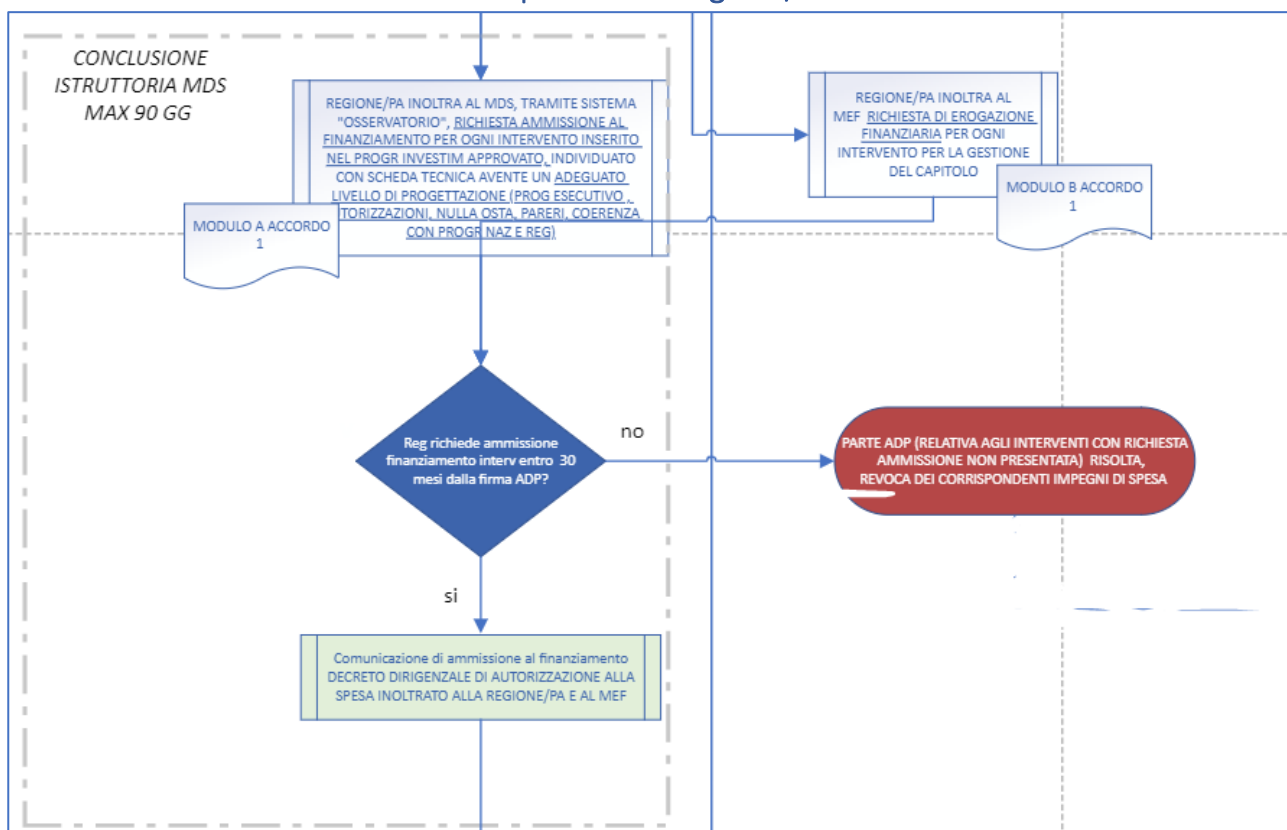 CONCLUSIONE
ISTRUTTORIA MDS
MAX 90 GG
REGIONE/PA INOLTRA AL MDS, TRAMITE SISTEMA
"OSSERVATORIO", RICHIESTA AMMISSIONE AL
FINANZIAMENTO PER OGNI INTERVENTO INSERITO
NEL PROGR INVESTIM APPROVATO, INDIVIDUATO
CON SCHEDA TECNICA AVENTE UN ADEGUATO
LIVELLO DI PROGETTAZIONE (PROG ESECUTIVO ,
UTORIZZAZIONI, NULLA OSTA, PARERI, COERENZA
CON PROGR NAZ E REG)
MODULO A ACCORDO
1
REGIONE/PA INOLTRA AL
MEF RICHIESTA DI EROGAZIONE
FINANZIARIA PER OGNI
INTERVENTO PER LA GESTIONE
DEL CAPITOLO
MODULO B ACCORDO
1
Reg richiede ammissione
finanziamento interv entro 30
mesi dalla firma ADP?
no
PARTE ADP (RELATIVA AGLI INTERVENTI CON RICHIESTA
AMMISSIONE NON PRESENTATA) RISOLTA,
REVOCA DEI CORRISPONDENTI IMPEGNI DI SPESA
si
Comunicazione di ammissione al finanziamento
DECRETO DIRIGENZALE DI AUTORIZZAZIONE ALLA
SPESA INOLTRATO ALLA REGIONE/PA E AL MEF